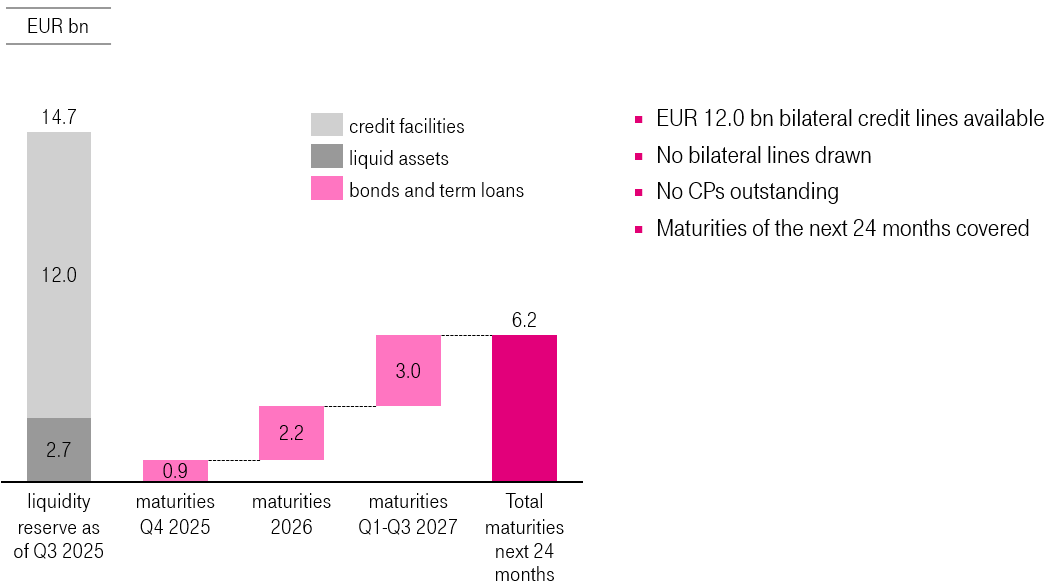 EUR bn
14.7
12.0
2.7
credit facilities
liquid assets
bonds and term loans
0.9
2.2
3.0
6.2
liquidity
reserve as
of Q3 2025
maturities
Q4 2025
maturities
2026
maturities
Q1-Q3 2027
Total
maturities
next 24
months
EUR 12.0 bn bilateral credit lines available
No bilateral lines drawn
No CPs outstanding
Maturities of the next 24 months covered